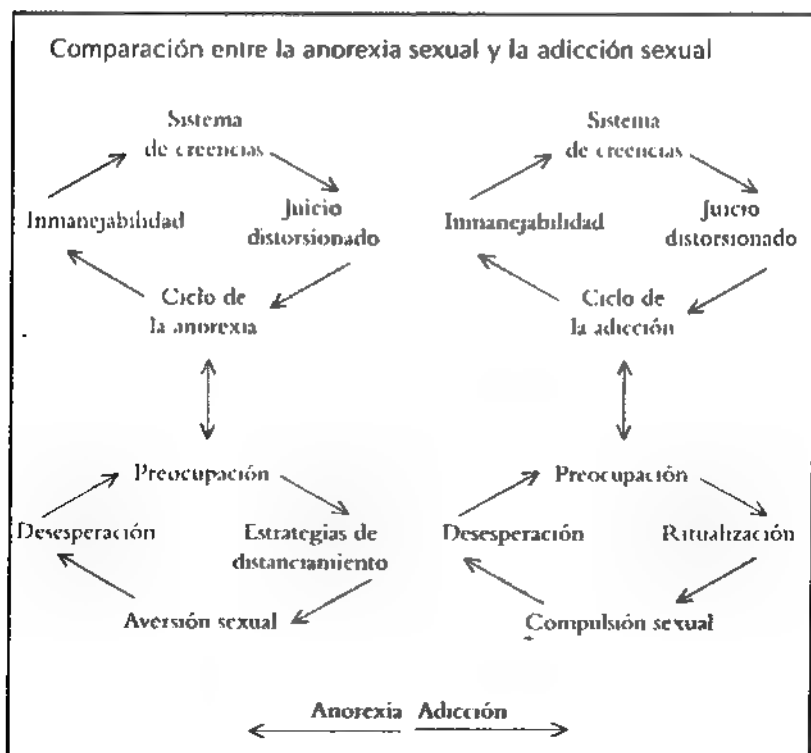 Comparación entre la anorexia sexual y la adicción sexual
Sistema
de creencias
Inmanejabilidad
Juicio
distorsionado
Ciclo de
la anorexia
Preocupación
Desesperación
Estrategias de
distanciamiento
Aversión sexual
Sistema
de creencias
Inmanejabilidad
Juicio
distorsionado
Ciclo de
la adicción
Preocupación
Desesperación
Ritualización
Compulsión sexual
Anorexia Adicción